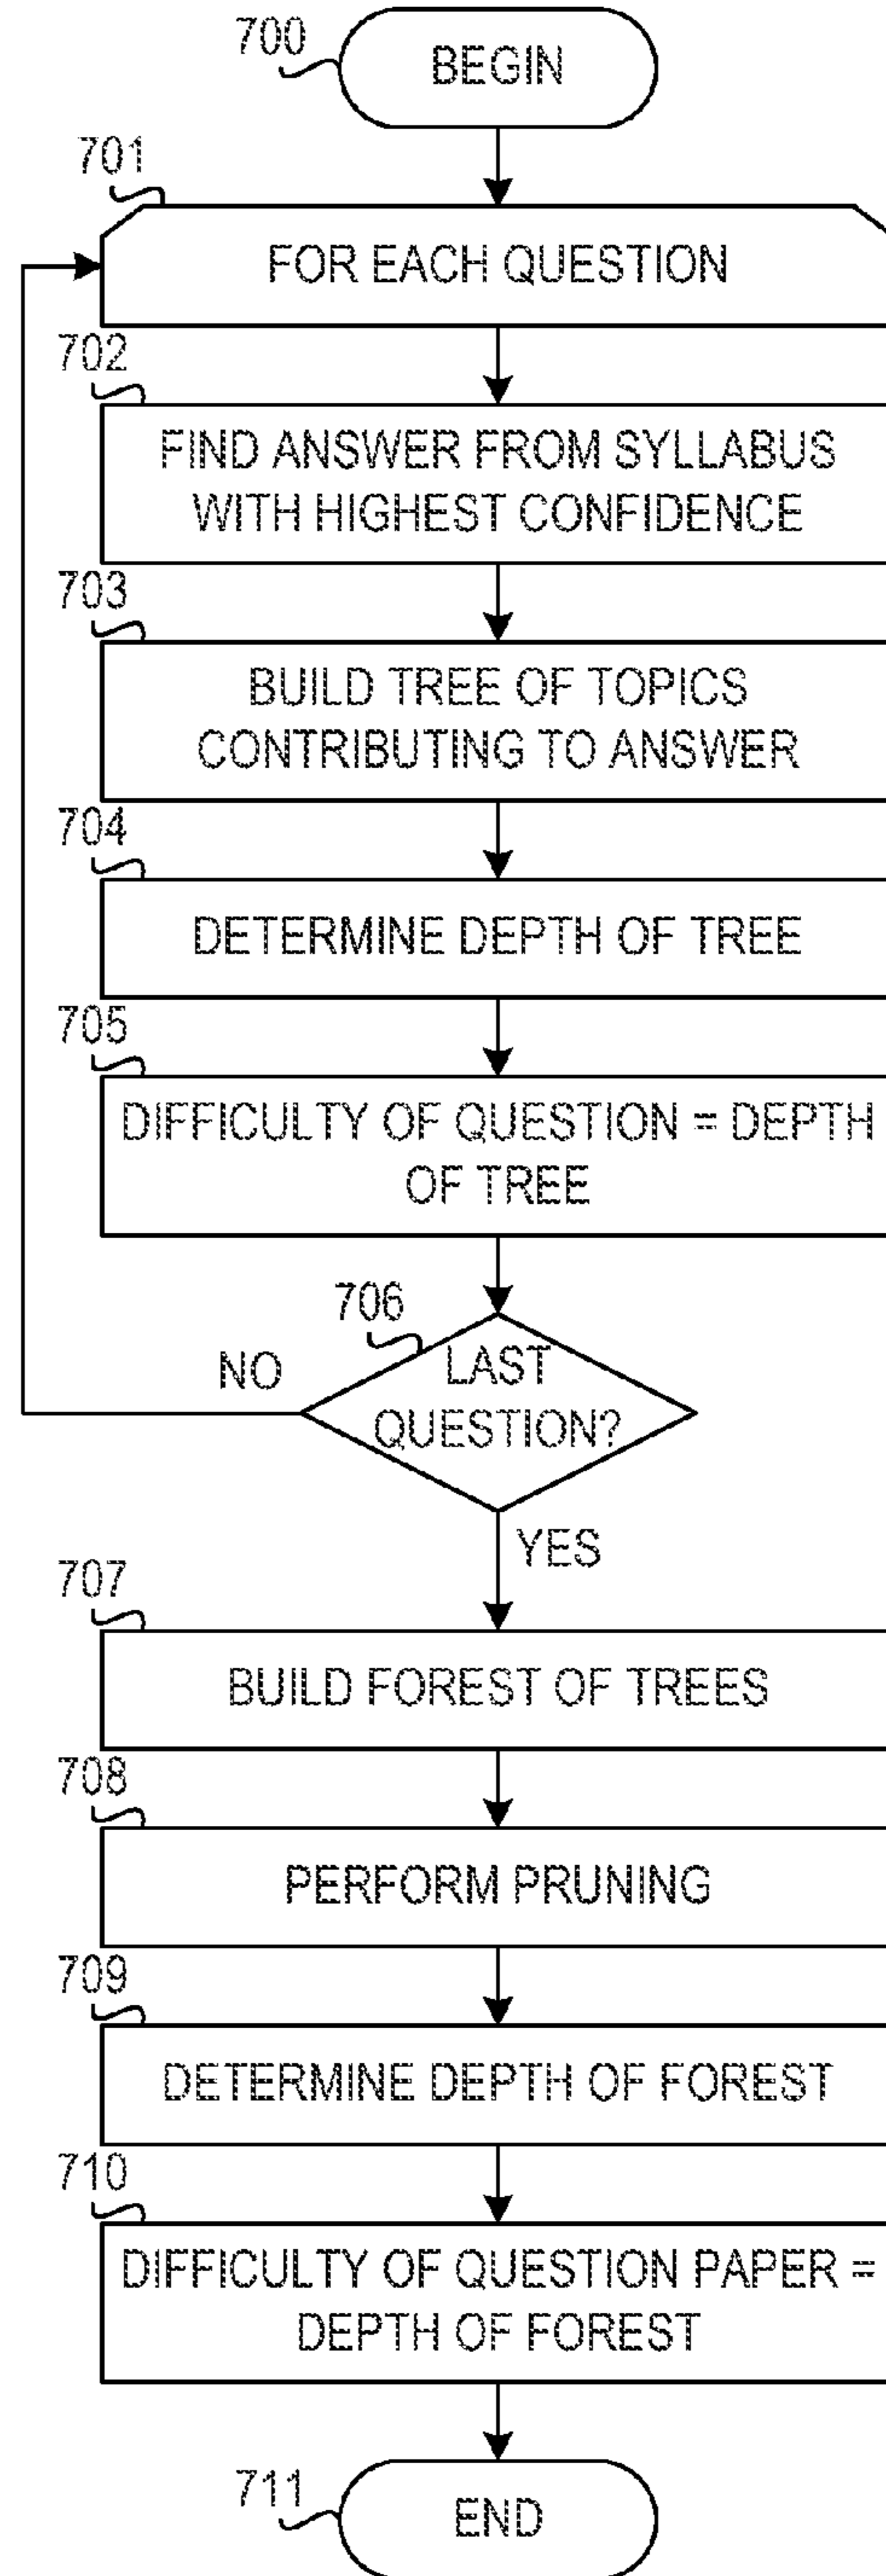 700
BEGIN
701
FOR EACH QUESTION
702
FIND ANSWER FROM SYLLABUS
WITH HIGHEST CONFIDENCE
703
BUILD TREE OF TOPICS
CONTRIBUTING TO ANSWER
704
DETERMINE DEPTH OF TREE
705
DIFFICULTY OF QUESTION = DEPTH
OF TREE
706
LAST
QUESTION?
NO
YES
707
BUILD FOREST OF TREES
708
PERFORM PRUNING
709
DETERMINE DEPTH OF FOREST
710
DIFFICULTY OF QUESTION PAPER =
DEPTH OF FOREST
711
END